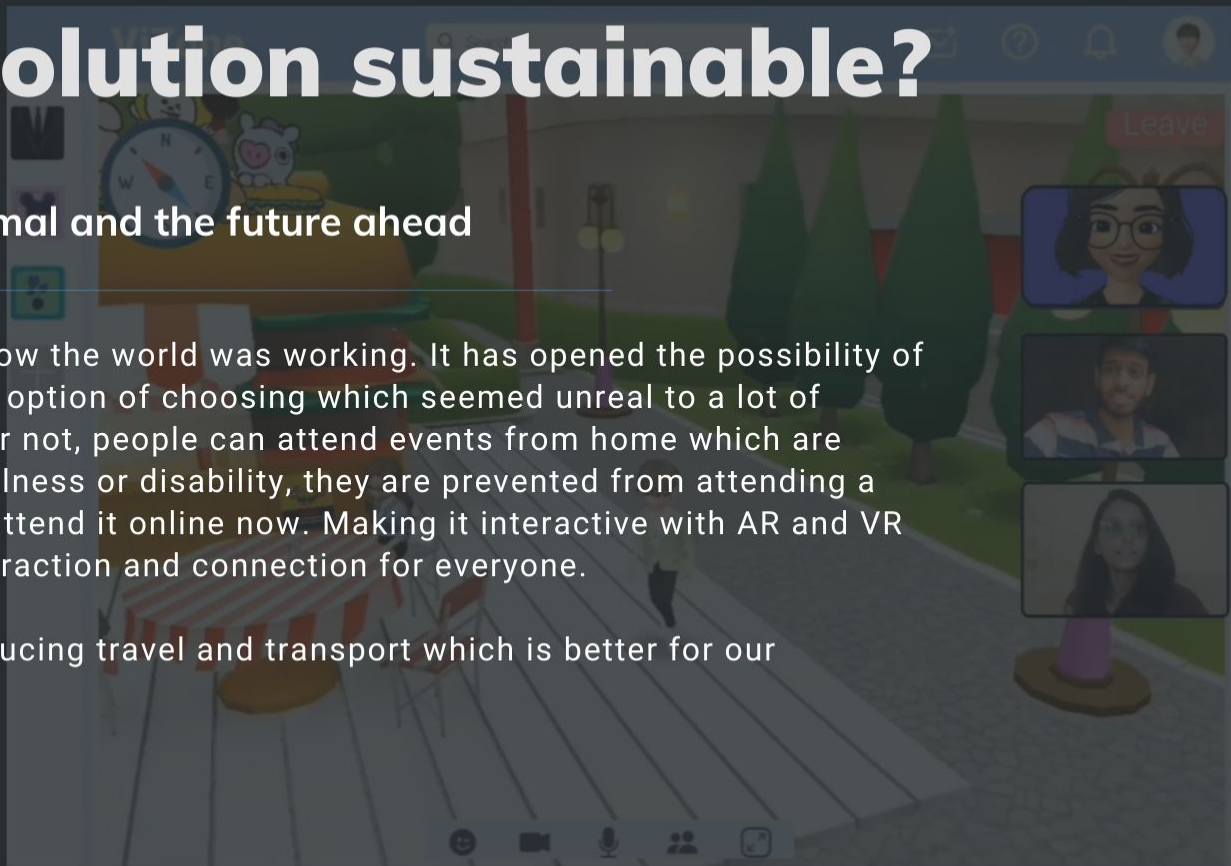 olution sustainable?
Leave
N
W E
mal and the future ahead
ow the world was working. It has opened the possibility of
option of choosing which seemed unreal to a lot of
r not, people can attend events from home which are
lness or disability, they are prevented from attending a
ttend it online now. Making it interactive with AR and VR
raction and connection for everyone.
ucing travel and transport which is better for our